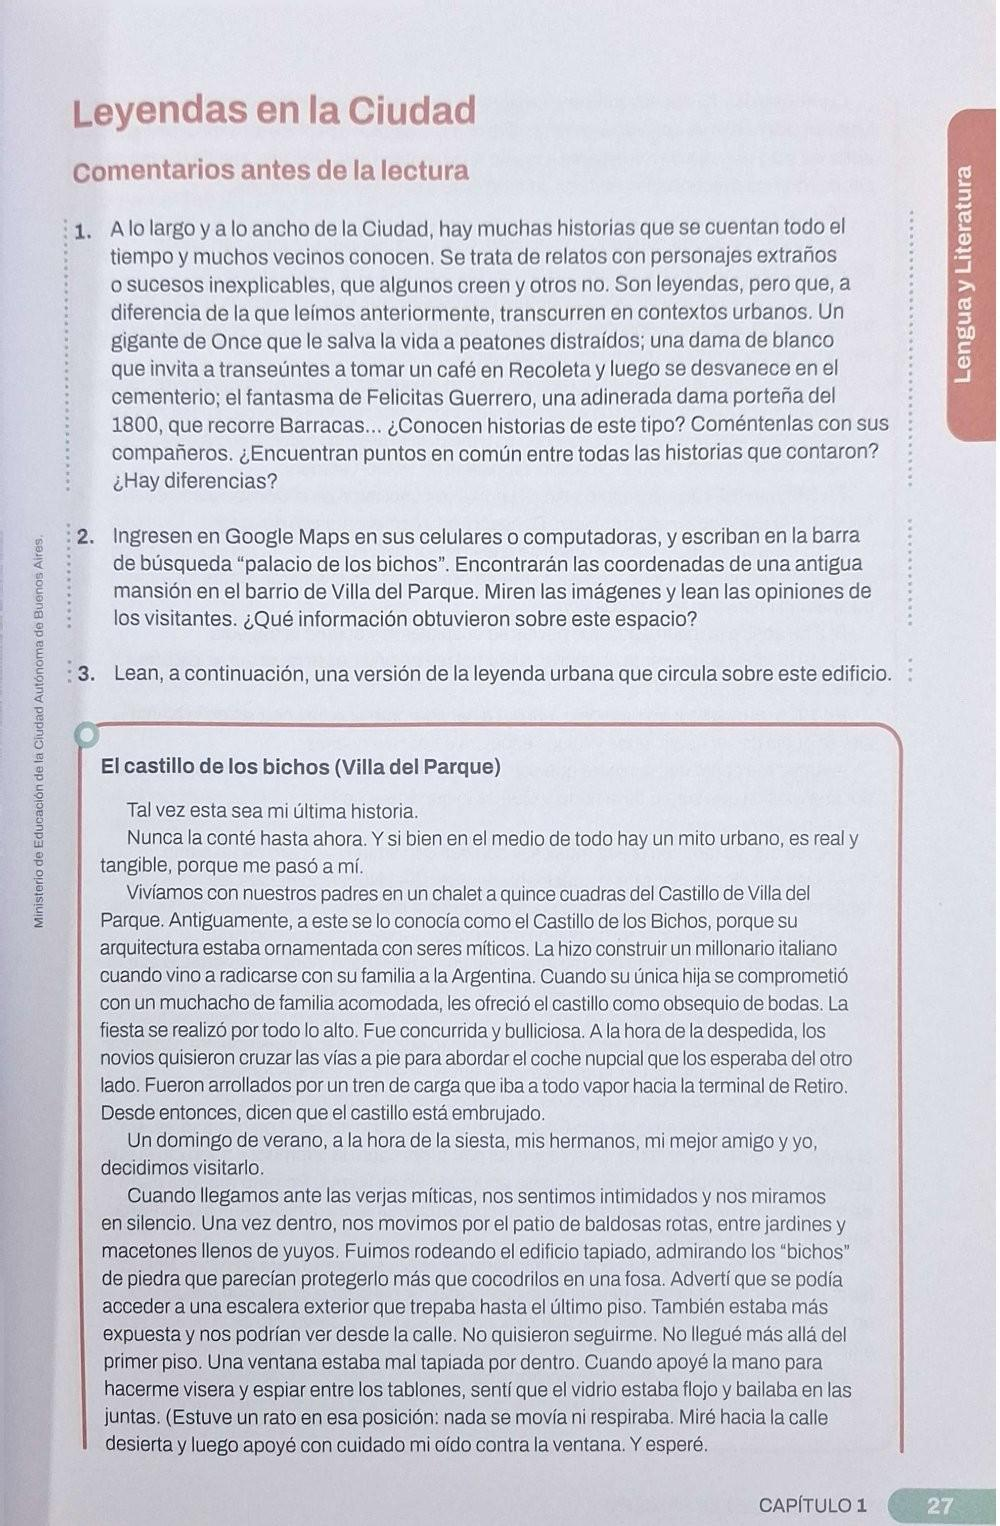 Leyendas en la Ciudad
Comentarios antes de la lectura
1. A lo largo y a lo ancho de la Ciudad, hay muchas historias que se cuentan todo el
tiempo y muchos vecinos conocen. Se trata de relatos con personajes extraños
o sucesos inexplicables, que algunos creen y otros no. Son leyendas, pero que, a
diferencia de la que leímos anteriormente, transcurren en contextos urbanos. Un
gigante de Once que le salva la vida a peatones distraídos; una dama de blanco
que invita a transeúntes a tomar un café en Recoleta y luego se desvanece en el
cementerio; el fantasma de Felicitas Guerrero, una adinerada dama porteña del
1800, que recorre Barracas... ¿Conocen historias de este tipo? Coméntenlas con sus
compañeros. ¿Encuentran puntos en común entre todas las historias que contaron?
¿Hay diferencias?
2. Ingresen en Google Maps en sus celulares o computadoras, y escriban en la barra
de búsqueda “palacio de los bichos”. Encontrarán las coordenadas de una antigua
mansión en el barrio de Villa del Parque. Miren las imágenes y lean las opiniones de
los visitantes. ¿Qué información obtuvieron sobre este espacio?
3. Lean, a continuación, una versión de la leyenda urbana que circula sobre este edificio.
El castillo de los bichos (Villa del Parque)
Tal vez esta sea mi última historia.
Nunca la conté hasta ahora. Y si bien en el medio de todo hay un mito urbano, es real y
tangible, porque me pasó a mí.
Vivíamos con nuestros padres en un chalet a quince cuadras del Castillo de Villa del
Parque. Antiguamente, a este se lo conocía como el Castillo de los Bichos, porque su
arquitectura estaba ornamentada con seres míticos. La hizo construir un millonario italiano
cuando vino a radicarse con su familia a la Argentina. Cuando su única hija se comprometió
con un muchacho de familia acomodada, les ofreció el castillo como obsequio de bodas. La
fiesta se realizó por todo lo alto. Fue concurrida y bulliciosa. A la hora de la despedida, los
novios quisieron cruzar las vías a pie para abordar el coche nupcial que los esperaba del otro
lado. Fueron arrollados por un tren de carga que iba a todo vapor hacia la terminal de Retiro.
Desde entonces, dicen que el castillo está embrujado.
Un domingo de verano, a la hora de la siesta, mis hermanos, mi mejor amigo y yo,
decidimos visitarlo.
Cuando llegamos ante las verjas míticas, nos sentimos intimidados y nos miramos
en silencio. Una vez dentro, nos movimos por el patio de baldosas rotas, entre jardines y
macetones llenos de yuyos. Fuimos rodeando el edificio tapiado, admirando los “bichos”
de piedra que parecían protegerlo más que cocodrilos en una fosa. Advertí que se podía
acceder a una escalera exterior que trepaba hasta el último piso. También estaba más
expuesta y nos podrían ver desde la calle. No quisieron seguirme. No llegué más allá del
primer piso. Una ventana estaba mal tapiada por dentro. Cuando apoyé la mano para
hacerme visera y espiar entre los tablones, sentí que el vidrio estaba flojo y bailaba en las
juntas. (Estuve un rato en esa posición: nada se movía ni respiraba. Miré hacia la calle
desierta y luego apoyé con cuidado mi oído contra la ventana. Y esperé.
Lengua y Literatura
Ministerio de Educación de la Ciudad Autónoma de Buenos Aires.
CAPÍTULO 1
27